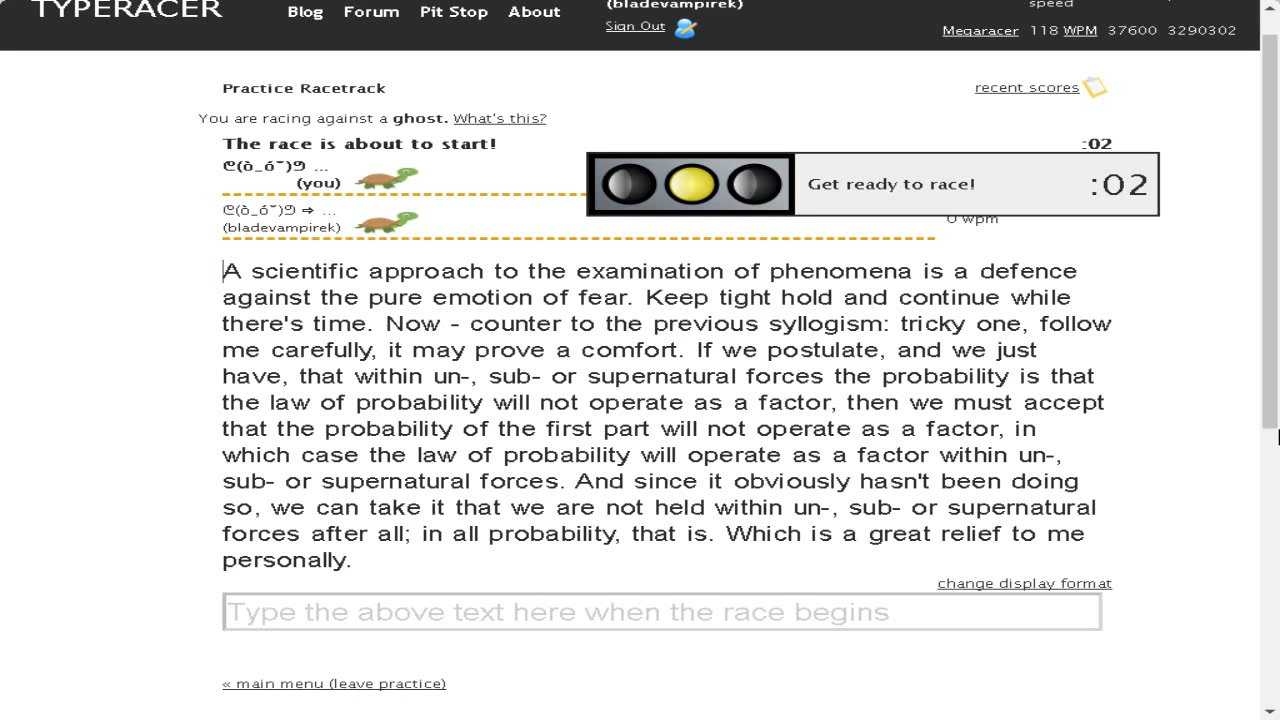 TYPERACER
Blog Forum Pit Stop About
(bladevampirek)
Sign Out
speed
Megaracer 118 WPM 37600 3290302
Practice Racetrack
recent scores
You are racing against a ghost. What's this?
The race is about to start! :02
ლ(ò_óˇ)ლ ...
(you)
Get ready to race! :02
ლ(ò_óˇ)ლ ⇒ ...
(bladevampirek)
0 wpm
A scientific approach to the examination of phenomena is a defence
against the pure emotion of fear. Keep tight hold and continue while
there's time. Now - counter to the previous syllogism: tricky one, follow
me carefully, it may prove a comfort. If we postulate, and we just
have, that within un-, sub- or supernatural forces the probability is that
the law of probability will not operate as a factor, then we must accept
that the probability of the first part will not operate as a factor, in
which case the law of probability will operate as a factor within un-,
sub- or supernatural forces. And since it obviously hasn't been doing
so, we can take it that we are not held within un-, sub- or supernatural
forces after all; in all probability, that is. Which is a great relief to me
personally.
change display format
Type the above text here when the race begins
« main menu (leave practice)